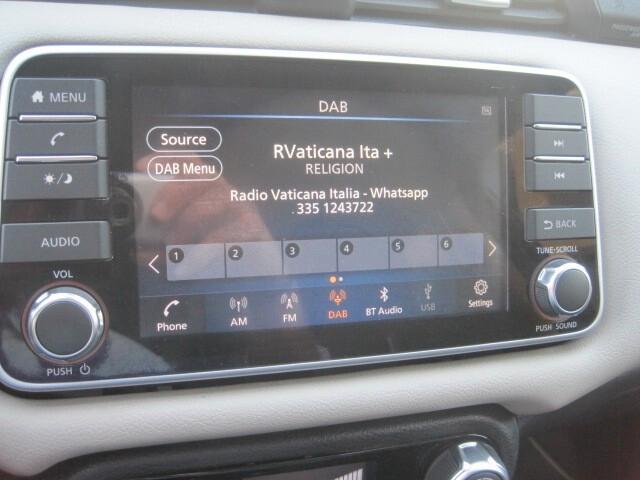 DAB
MENU
Source
RVaticana Ita +
RELIGION
DAB Menu
Radio Vaticana Italia - Whatsapp
. 335 1243722
BACK
AUDIO
VOL
TUNE·SCROLL
1 2 3 4 5 6
Phone AM FM DAB BT Audio USB Settings
PUSH
PUSH SOUND